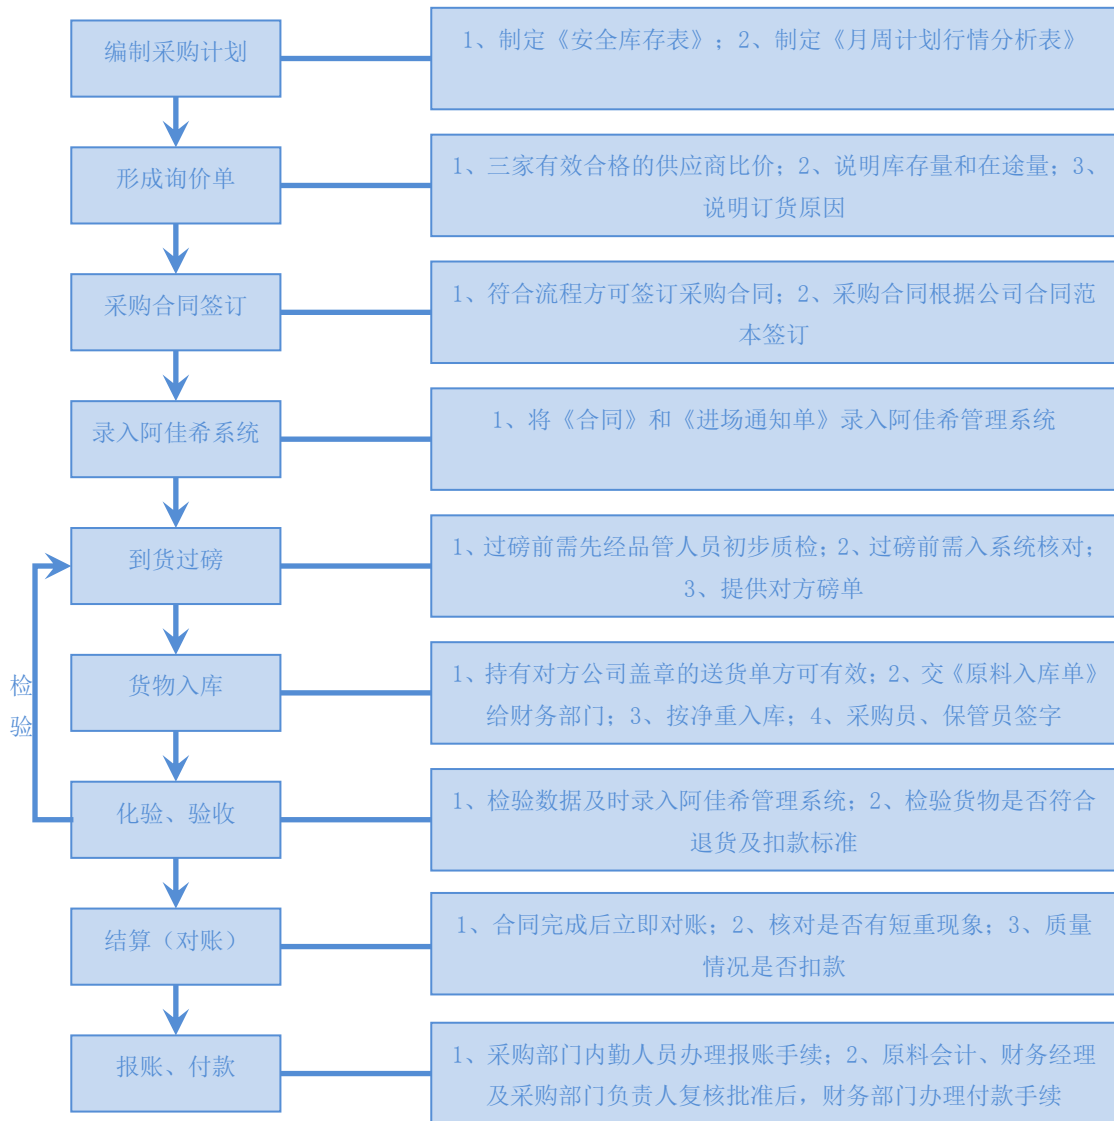 编制采购计划
1、制定《安全库存表》；2、制定《月周计划行情分析表》
形成询价单
1、三家有效合格的供应商比价；2、说明库存量和在途量；3、
说明订货原因
采购合同签订
1、符合流程方可签订采购合同；2、采购合同根据公司合同范
本签订
录入阿佳希系统
1、将《合同》和《进场通知单》录入阿佳希管理系统
到货过磅
1、过磅前需先经品管人员初步质检；2、过磅前需入系统核对；
3、提供对方磅单
检
验
货物入库
1、持有对方公司盖章的送货单方可有效；2、交《原料入库单》
给财务部门；3、按净重入库；4、采购员、保管员签字
化验、验收
1、检验数据及时录入阿佳希管理系统；2、检验货物是否符合
退货及扣款标准
结算（对账）
1、合同完成后立即对账；2、核对是否有短重现象；3、质量
情况是否扣款
报账、付款
1、采购部门内勤人员办理报账手续；2、原料会计、财务经理
及采购部门负责人复核批准后，财务部门办理付款手续